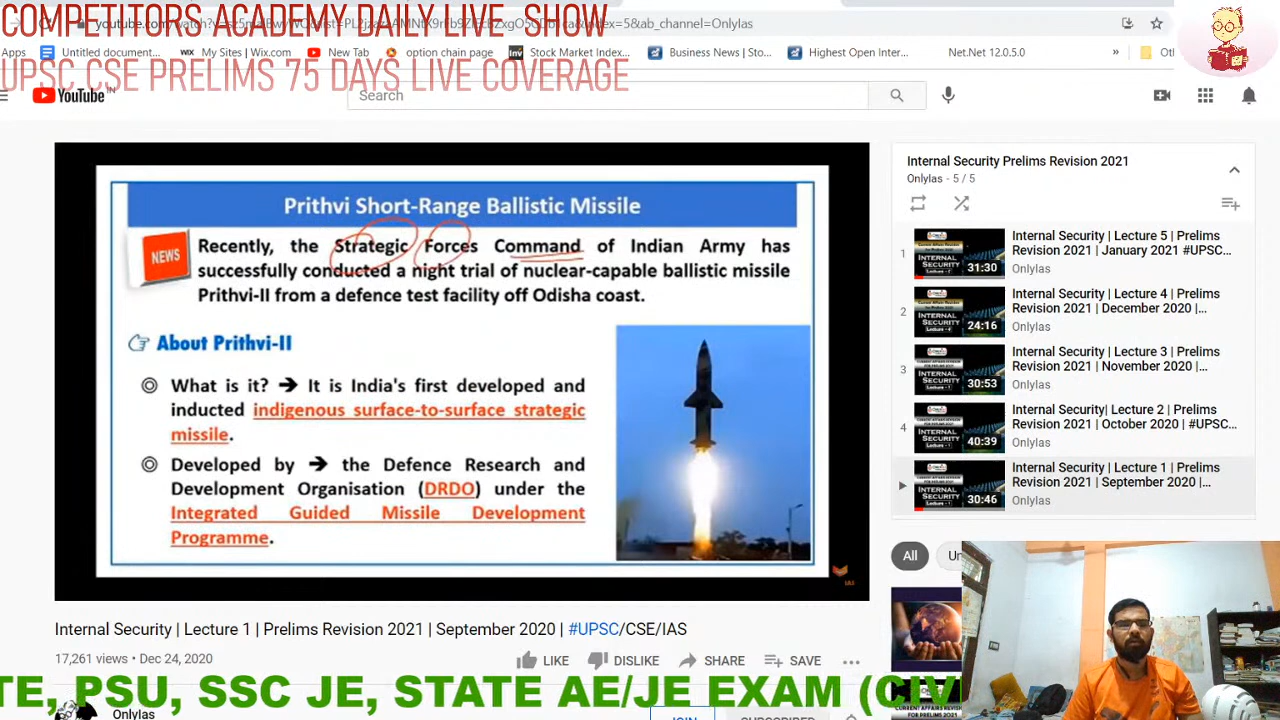 COMPETITORS ACADEMY DAILY LIVE-SHOW
UPSC CSE PRELIMS 75 DAYS LIVE COVERAGE
Apps
Untitled document...
My Sites | Wix.com
New Tab
option chain page
Stock Market Index...
Business News | Sto...
Highest Open Inter...
Net.Net 12.0.5.0
»
YouTube
Search
Prithvi Short-Range Ballistic Missile
NEWS
Recently, the Strategic Forces Command of Indian Army has
successfully conducted a night trial of nuclear-capable ballistic missile
Prithvi-II from a defence test facility off Odisha coast.
About Prithvi-II
What is it? ➔ It is India's first developed and
inducted indigenous surface-to-surface strategic
missile.
Developed by ➔ the Defence Research and
Development Organisation (DRDO) under the
Integrated Guided Missile Development
Programme.
Internal Security | Lecture 1 | Prelims Revision 2021 | September 2020 | #UPSC/CSE/IAS
17,261 views • Dec 24, 2020
LIKE
DISLIKE
SHARE
SAVE
Onlylas
JOIN
SUBSCRIBED
Internal Security Prelims Revision 2021
Onlylas - 5 / 5
1
31:30
Internal Security | Lecture 5 | Prelims
Revision 2021 | January 2021 #UPSC...
Onlylas
2
24:16
Internal Security | Lecture 4 | Prelims
Revision 2021 | December 2020 |...
Onlylas
3
30:53
Internal Security | Lecture 3 | Prelims
Revision 2021 | November 2020 |...
Onlylas
4
40:39
Internal Security| Lecture 2 | Prelims
Revision 2021 | October 2020 | #UPSC...
Onlylas
30:46
Internal Security | Lecture 1 | Prelims
Revision 2021 | September 2020 |...
Onlylas
All
TE, PSU, SSC JE, STATE AE/JE EXAM (CIV